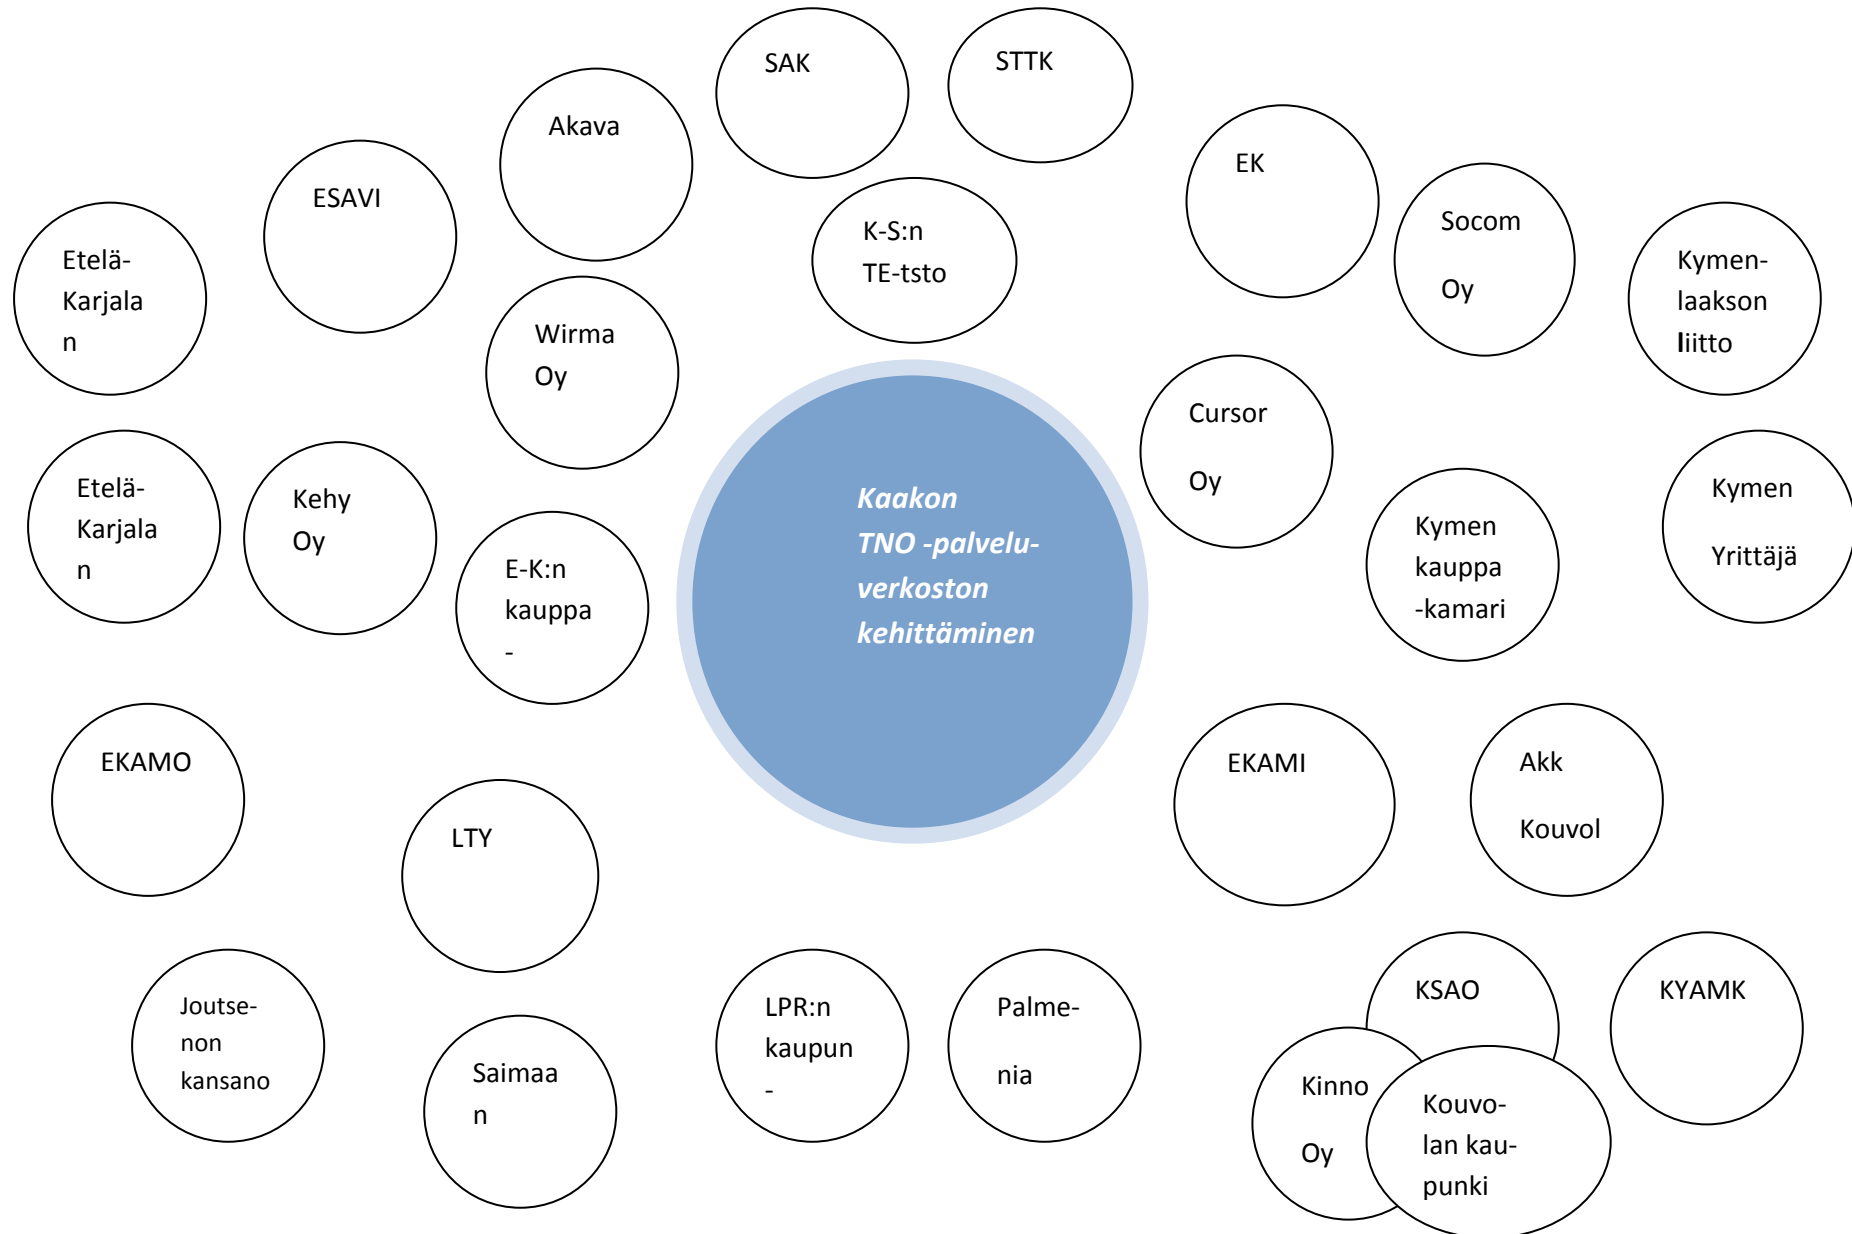 SAK
STTK
Akava
EK
ESAVI
Socom
Oy
K-S:n
TE-tsto
Etelä-
Karjala
n
Kymen-
laakson
liitto
Wirma
Oy
Cursor
Oy
Etelä-
Karjala
n
Kehy
Oy
Kaakon
TNO -palvelu-
verkoston
kehittäminen
Kymen
Yrittäjä
Kymen
kauppa
-kamari
E-K:n
kauppa
-
EKAMO
EKAMI
Akk
Kouvol
LTY
Joutse-
non
kansano
LPR:n
kaupun
-
Palme-
nia
KSAO
KYAMK
Saimaa
n
Kinno
Oy
Kouvo-
lan kau-
punki